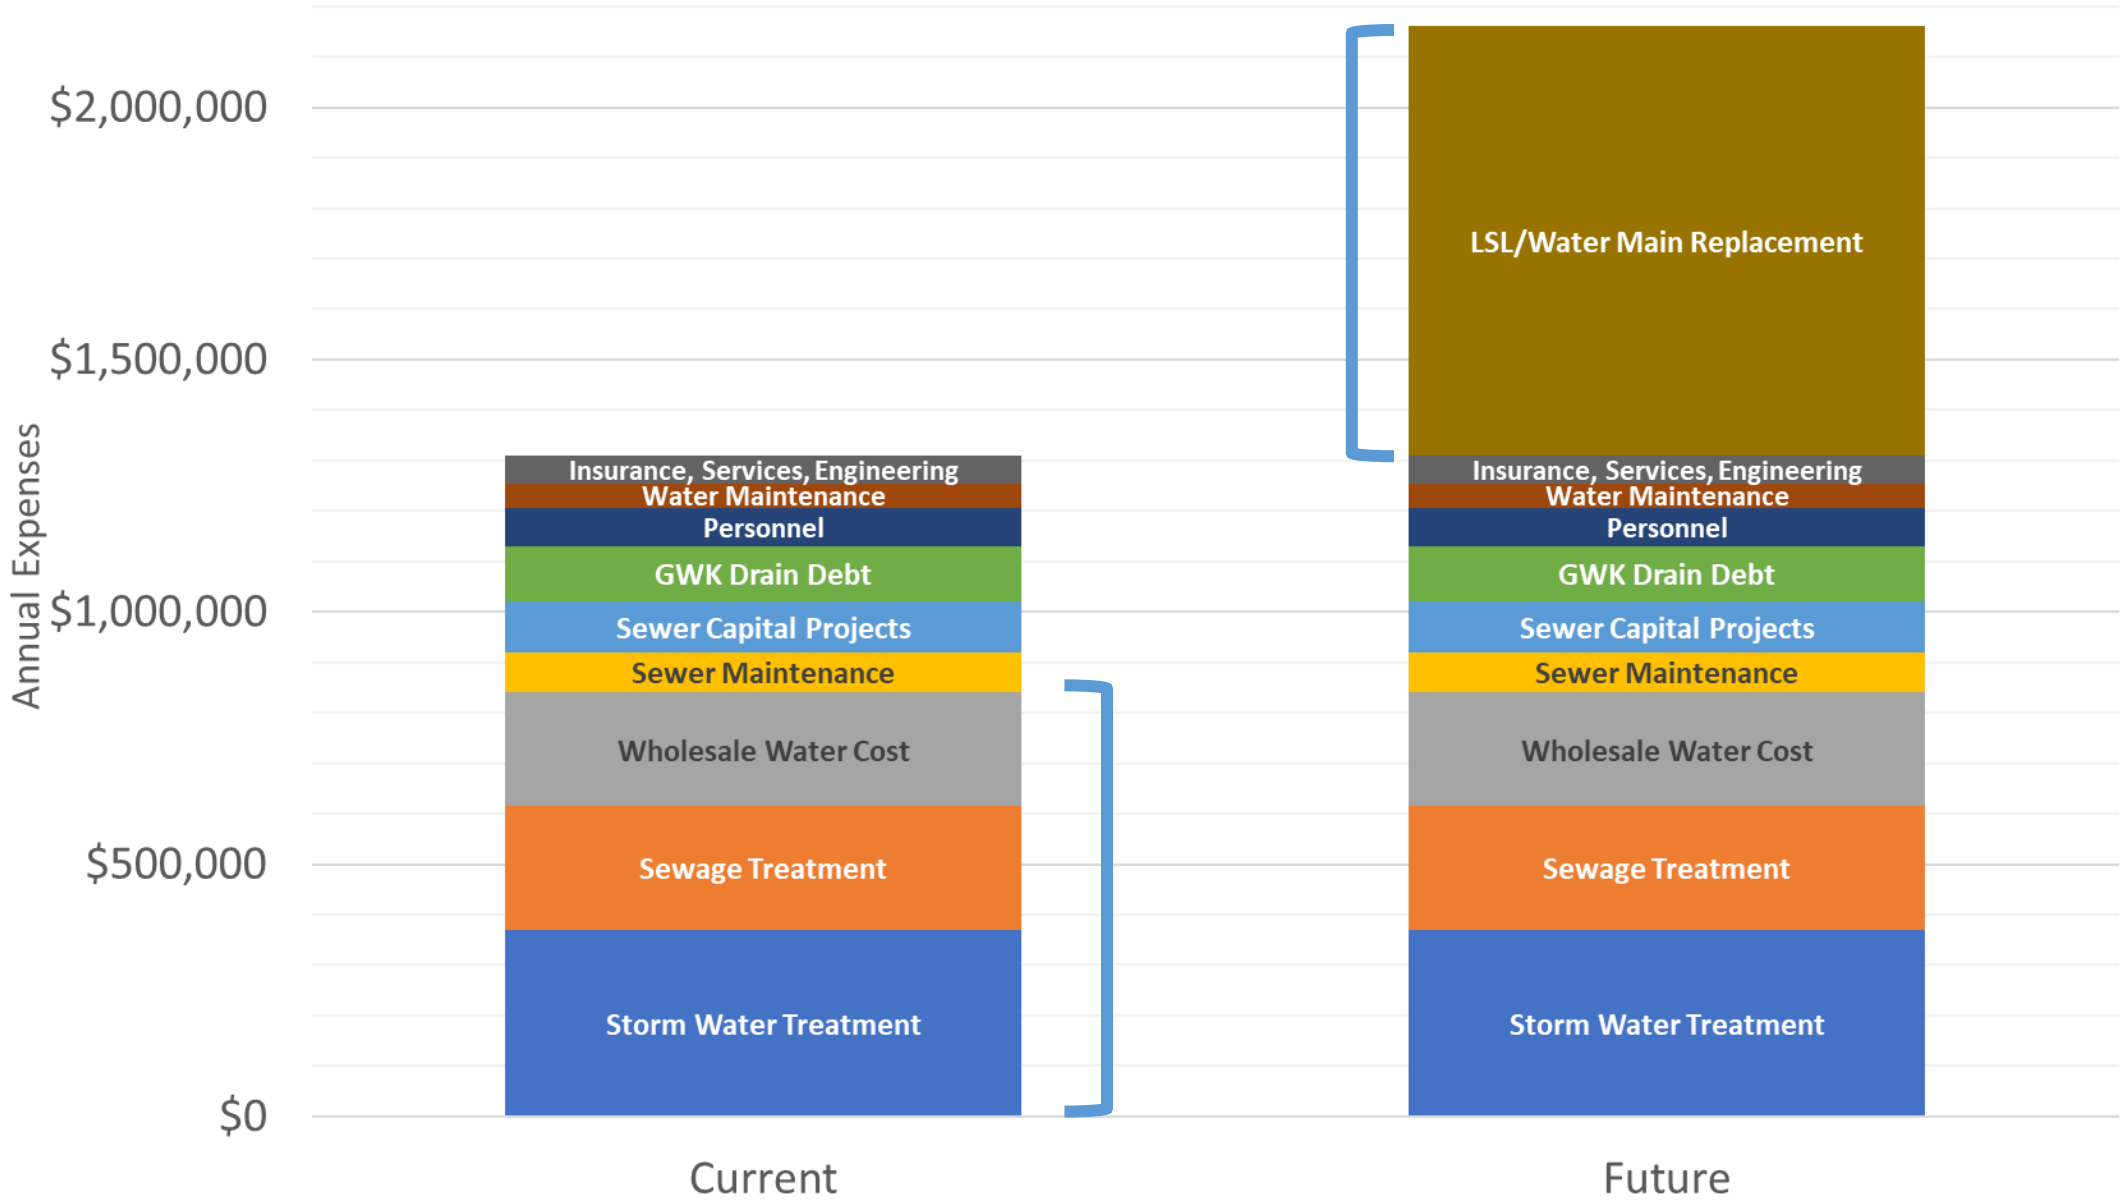 Annual Expenses
$2,000,000
$1,500,000
$1,000,000
$500,000
$0
Insurance, Services, Engineering
Water Maintenance
Personnel
GWK Drain Debt
Sewer Capital Projects
Sewer Maintenance
Wholesale Water Cost
Sewage Treatment
Storm Water Treatment
LSL/Water Main Replacement
Insurance, Services, Engineering
Water Maintenance
Personnel
GWK Drain Debt
Sewer Capital Projects
Sewer Maintenance
Wholesale Water Cost
Sewage Treatment
Storm Water Treatment
Current
Future